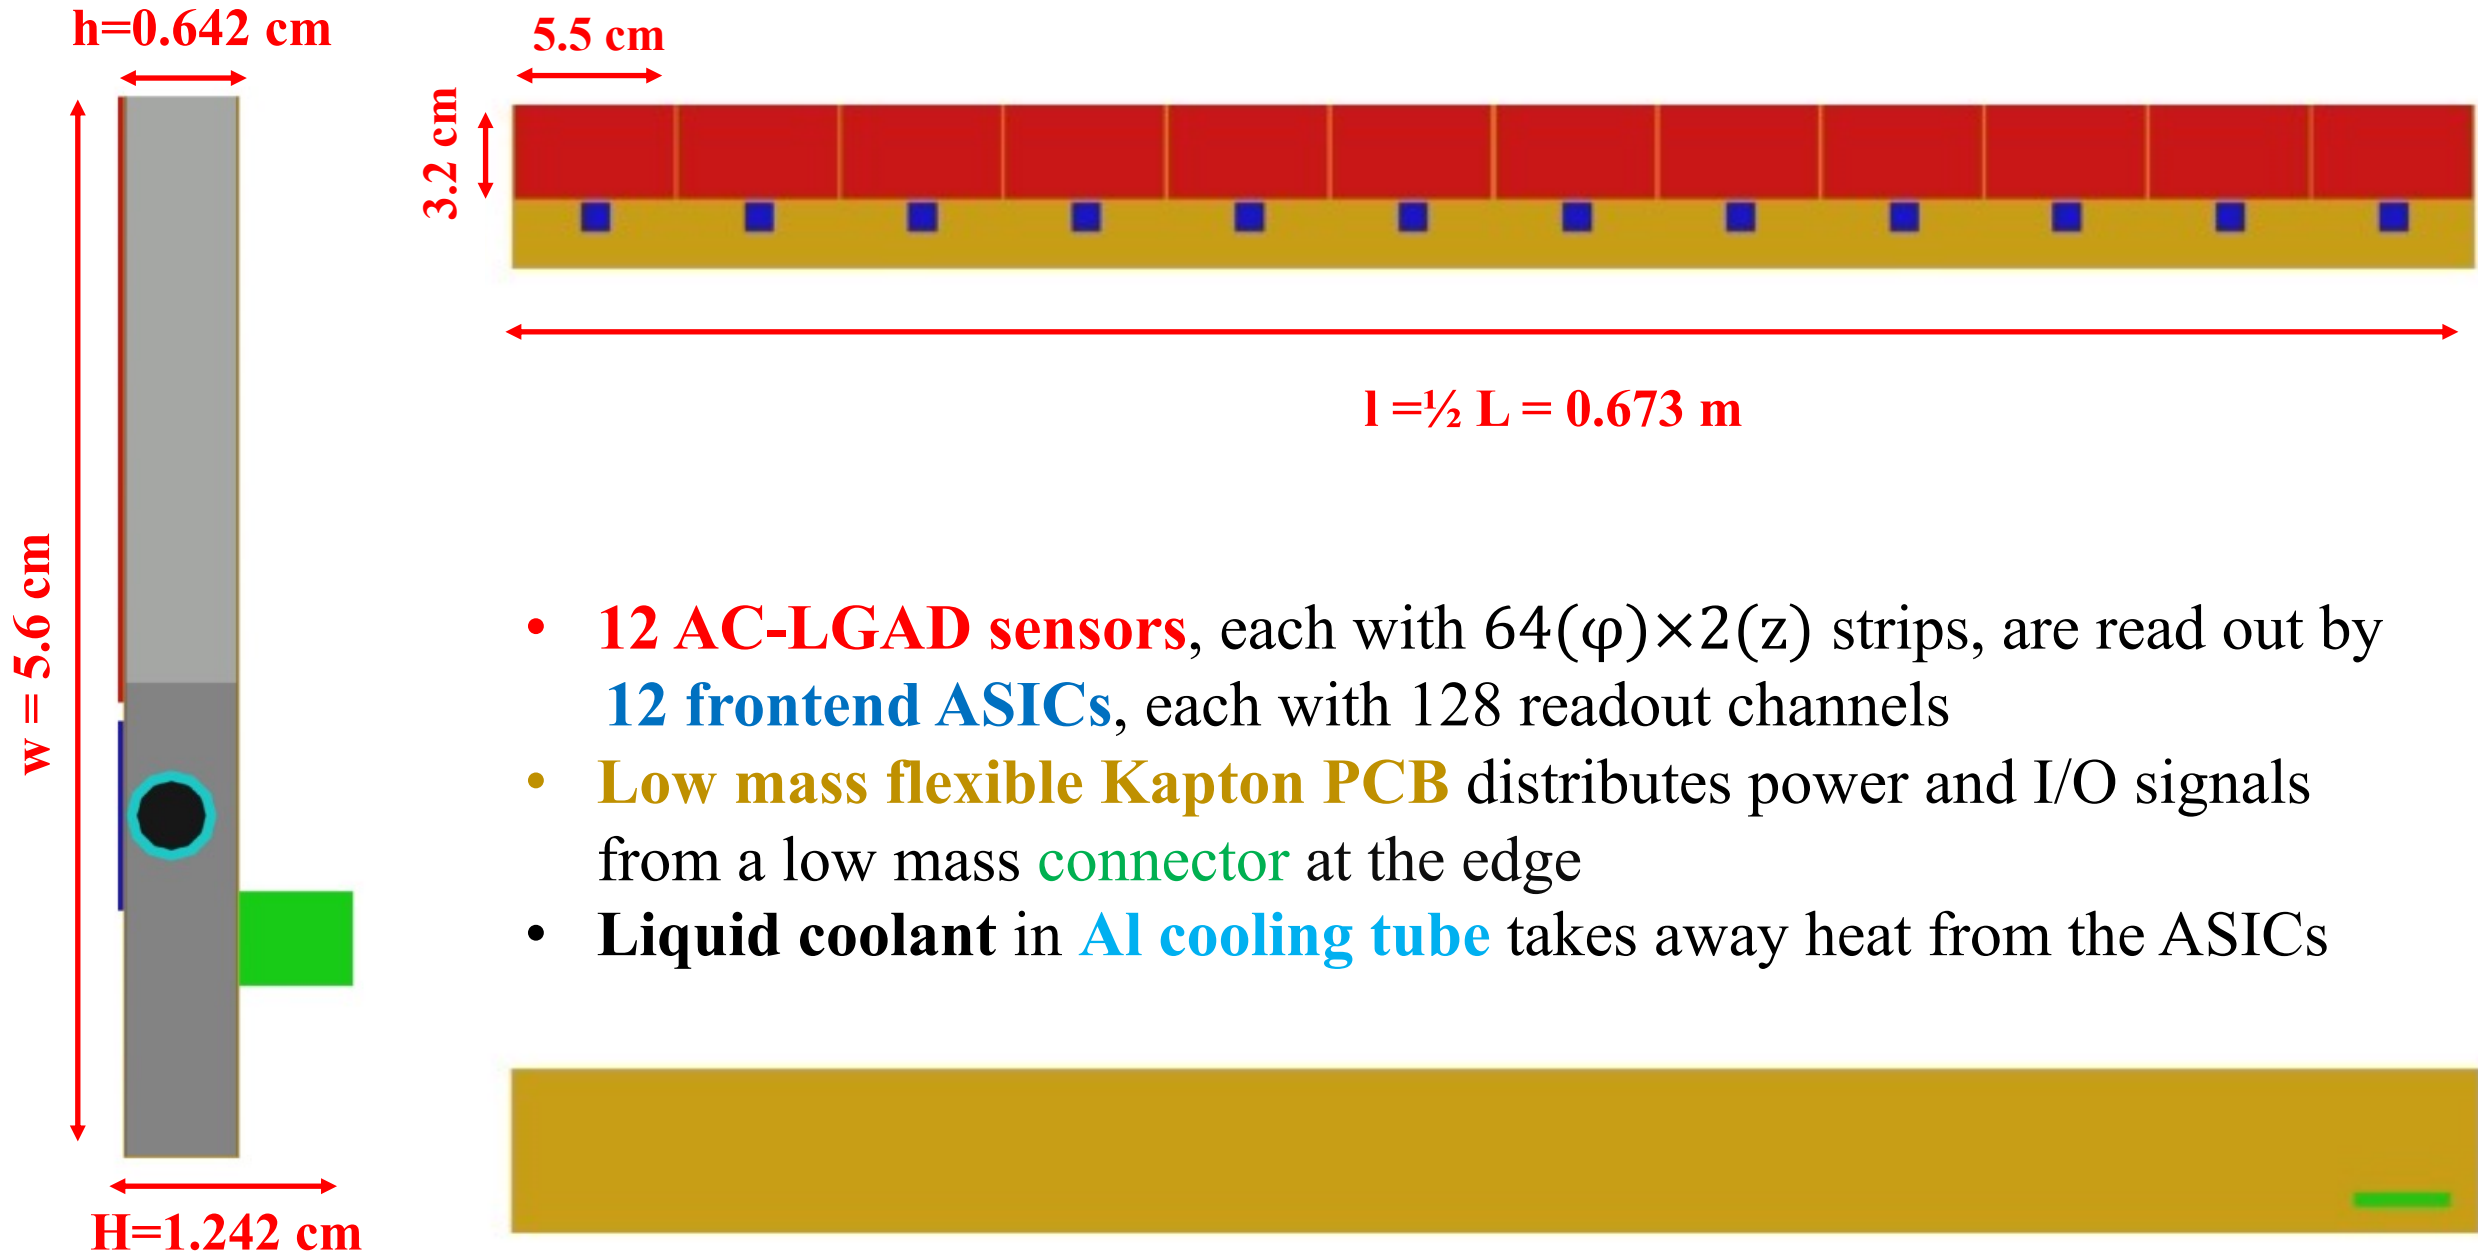 h=0.642 cm
5.5 cm
3.2 cm
l =½ L = 0.673 m
w = 5.6 cm
• 12 AC-LGAD sensors, each with 64(φ)×2(z) strips, are read out by
12 frontend ASICs, each with 128 readout channels
• Low mass flexible Kapton PCB distributes power and I/O signals
from a low mass connector at the edge
• Liquid coolant in Al cooling tube takes away heat from the ASICs
H=1.242 cm